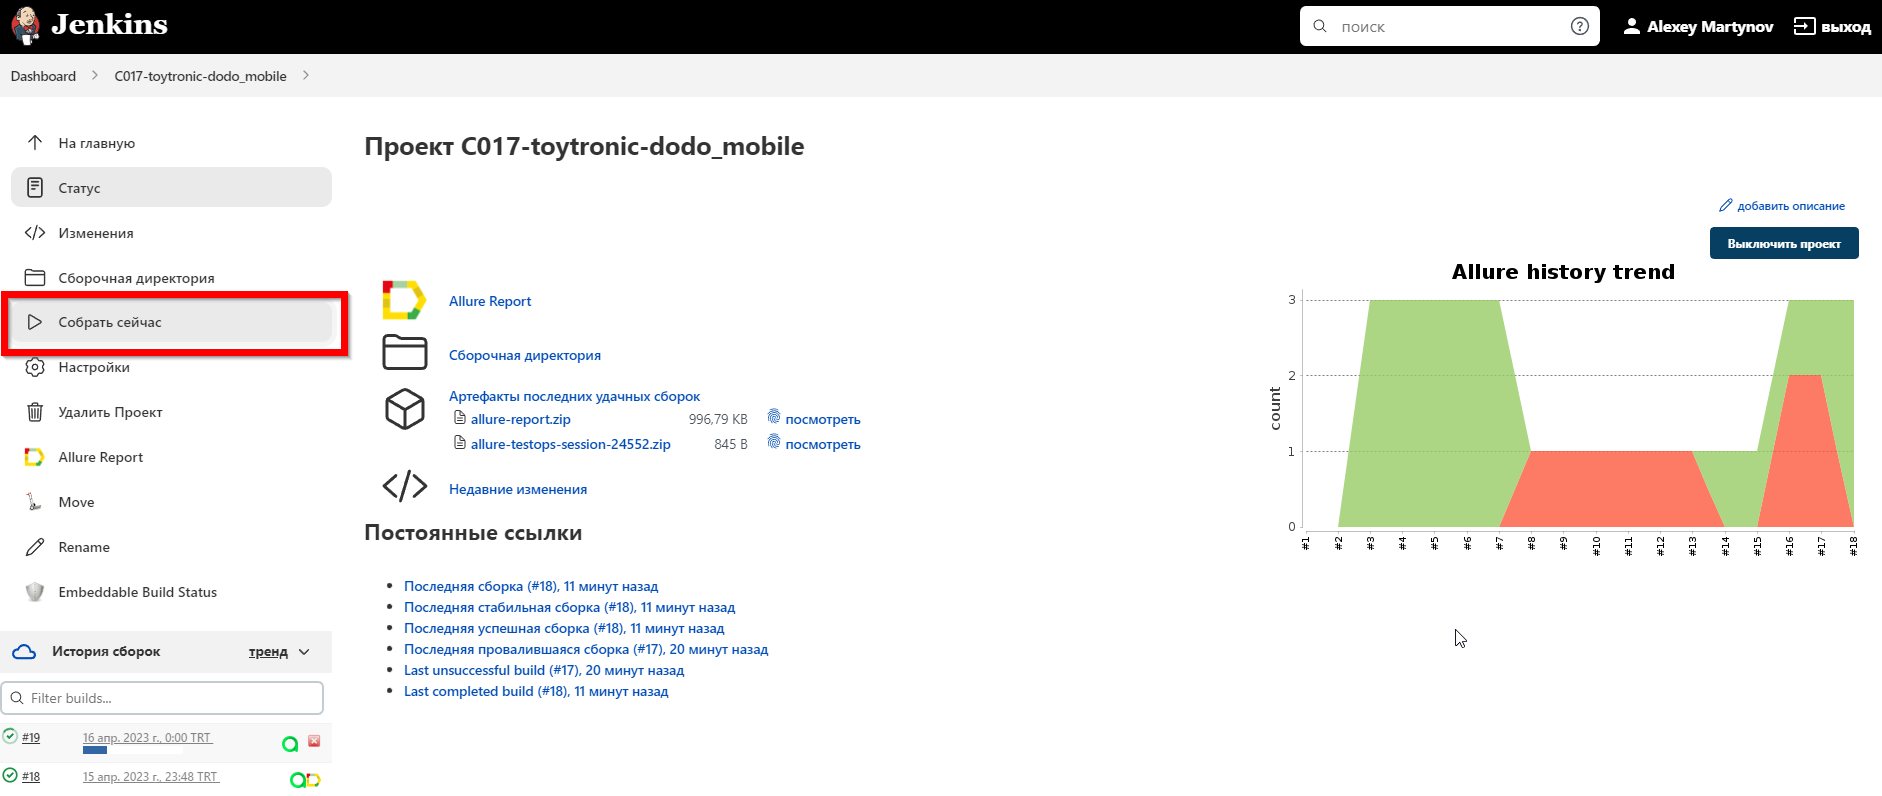 Jenkins
поиск
Alexey Martynov
выход
Dashboard
C017-toytronic-dodo_mobile
На главную
Статус
Изменения
Сборочная директория
Собрать сейчас
Настройки
Удалить Проект
Allure Report
Move
Rename
Embeddable Build Status
История сборок
тренд
Filter builds...
#19
16 апр. 2023 г., 0:00 TRT
#18
15 апр. 2023 г., 23:48 TRT
Проект C017-toytronic-dodo_mobile
добавить описание
Выключить проект
Allure Report
Сборочная директория
Артефакты последних удачных сборок
allure-report.zip 996,79 KB посмотреть
allure-testops-session-24552.zip 845 B посмотреть
Недавние изменения
Постоянные ссылки
Последняя сборка (#18), 11 минут назад
Последняя стабильная сборка (#18), 11 минут назад
Последняя успешная сборка (#18), 11 минут назад
Последняя провалившаяся сборка (#17), 20 минут назад
Last unsuccessful build (#17), 20 минут назад
Last completed build (#18), 11 минут назад
Allure history trend
count
3
2
1
0
#1 #2 #3 #4 #5 #6 #7 #8 #9 #10 #11 #12 #13 #14 #15 #16 #17 #18